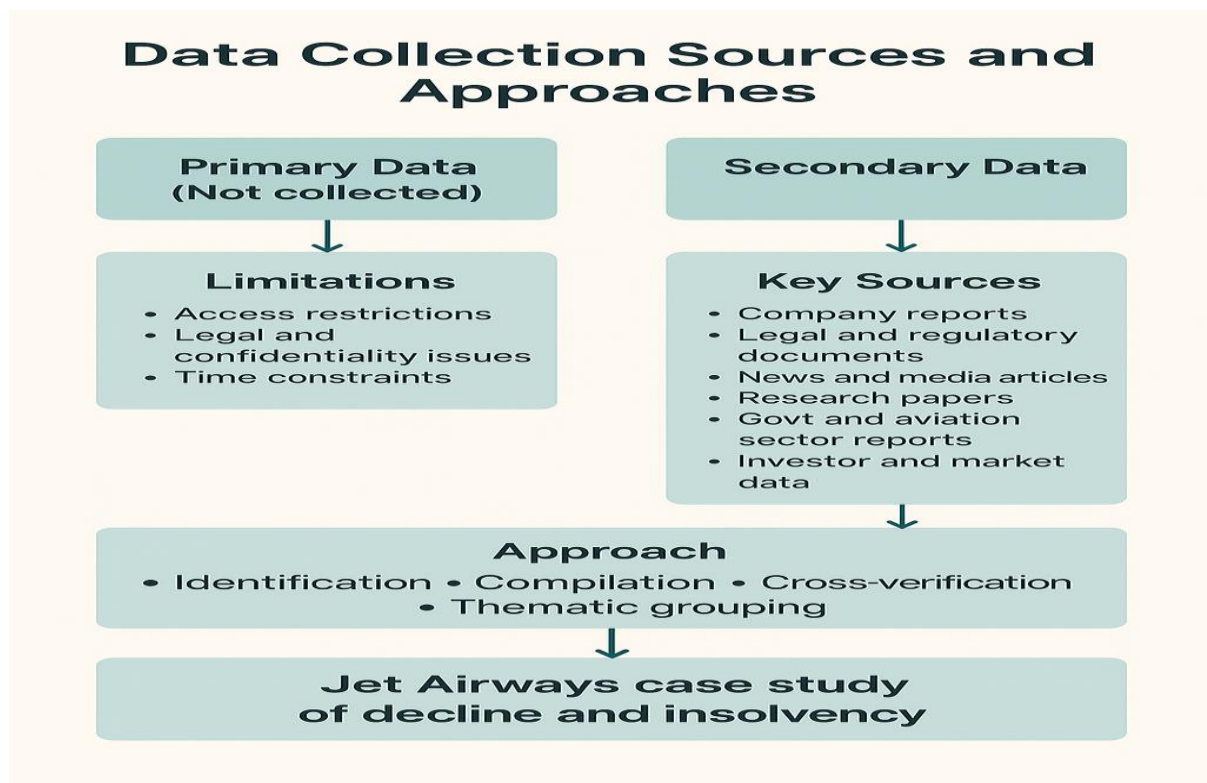 Data Collection Sources and
Approaches
Primary Data
(Not collected)
Limitations
• Access restrictions
• Legal and
confidentiality issues
• Time constraints
Secondary Data
Key Sources
• Company reports
• Legal and regulatory
documents
• News and media articles
• Research papers
• Govt and aviation
sector reports
• Investor and market
data
Approach
• Identification • Compilation • Cross-verification
• Thematic grouping
Jet Airways case study
of decline and insolvency